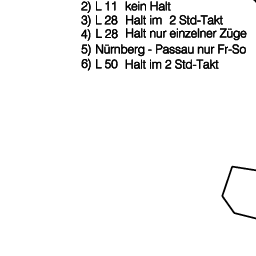 2) L 11 kein Halt
3) L 28 Halt im 2 Std-Takt
4) L 28 Halt nur einzelner Züge
5) Nürnberg - Passau nur Fr-So
6) L 50 Halt im 2 Std-Takt